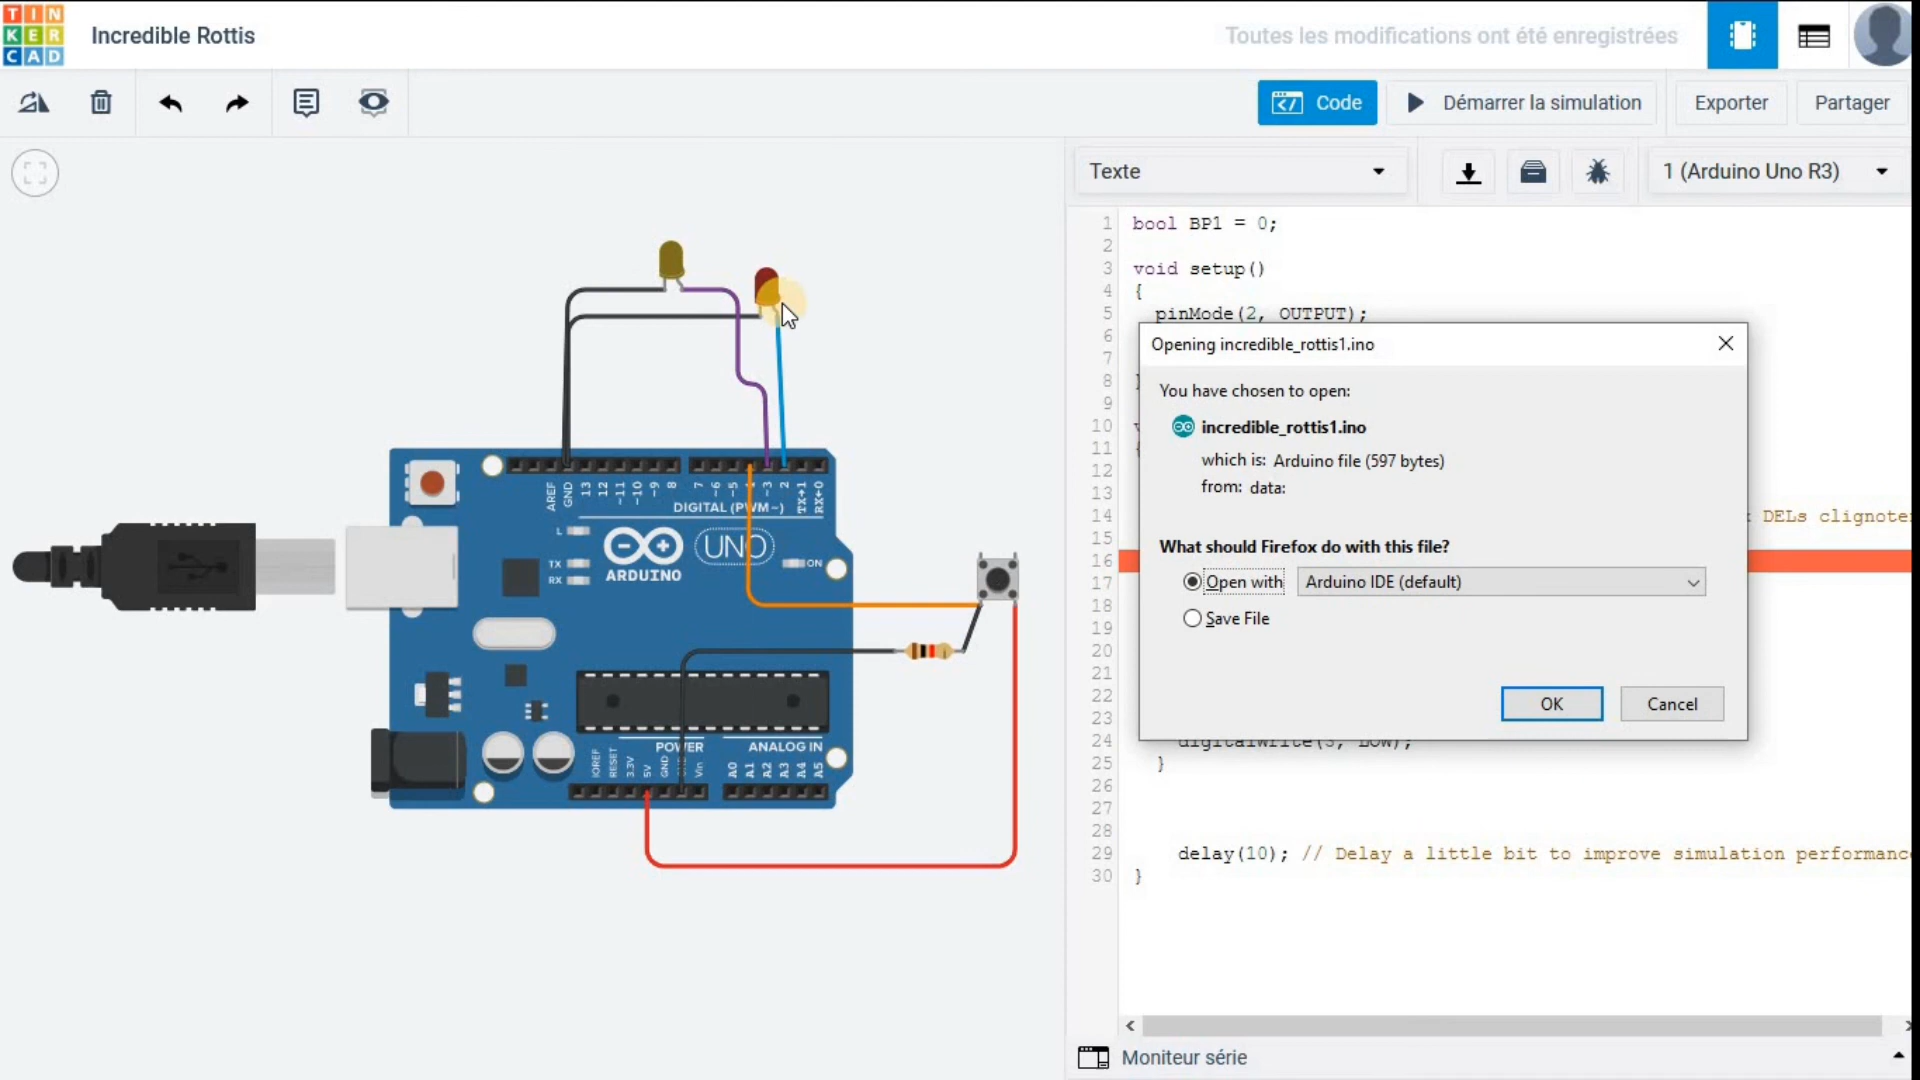 TIN
KER
CAD
Incredible Rottis
Toutes les modifications ont été enregistrées
Code
Démarrer la simulation
Exporter
Partager
Texte
1 (Arduino Uno R3)
1 bool BP1 = 0;
2
3 void setup()
4 {
5 pinMode(2, OUTPUT);
6
7
8 }
9
10
11
12
13
14 DELs clignote
15
16
17
18
19
20
21
22
23
24 digitalWrite(3, LOW);
25 }
26
27
28
29 delay(10); // Delay a little bit to improve simulation performanc
30 }
Opening incredible_rottis1.ino
You have chosen to open:
incredible_rottis1.ino
which is: Arduino file (597 bytes)
from: data:
What should Firefox do with this file?
Open with
Arduino IDE (default)
Save File
OK
Cancel
AREF
GND
13
12
~11
~10
~9
8
7
~6
~5
~3
2
TX→1
RX←0
DIGITAL (PWM~)
L
TX
RX
ARDUINO
UNO
ON
POWER
ANALOG IN
IOREF
RESET
3.3V
5V
GND
Vin
A0
A1
A2
A3
A4
A5
Moniteur série